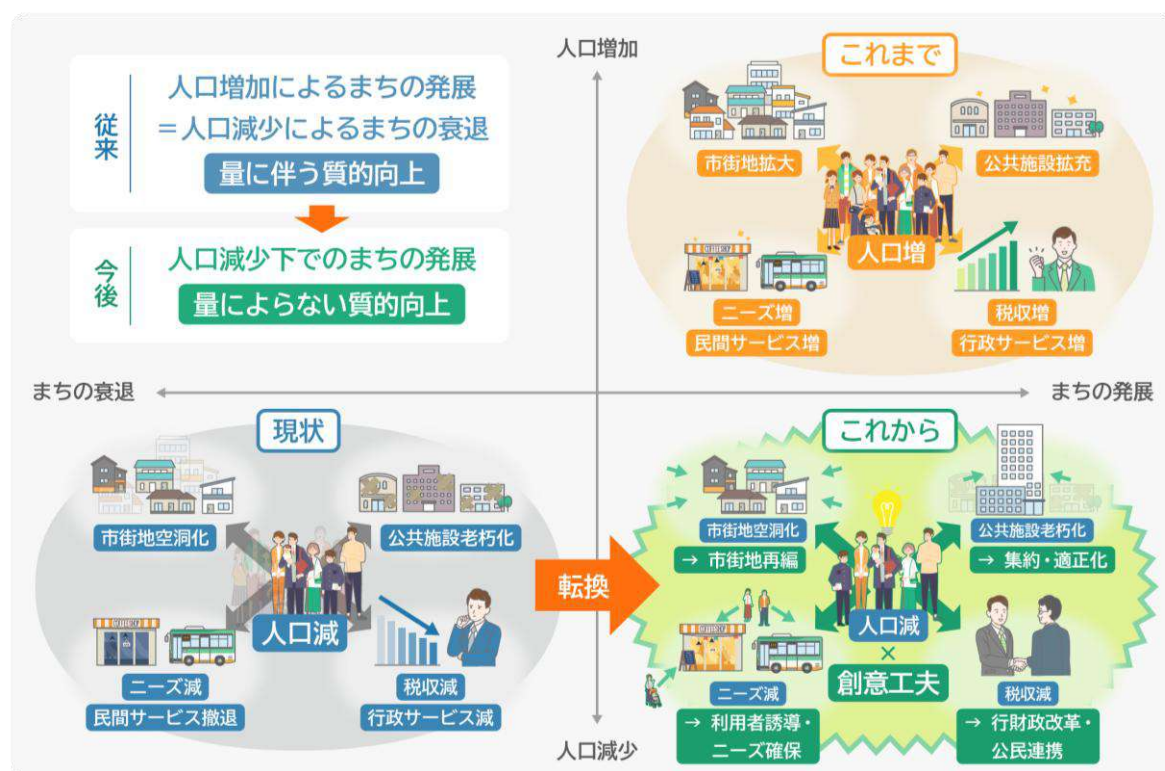 人口増加
従来
人口増加によるまちの発展
＝人口減少によるまちの衰退
量に伴う質的向上
今後
人口減少下でのまちの発展
量によらない質的向上
これまで
市街地拡大
公共施設拡充
人口増
ニーズ増
民間サービス増
税収増
行政サービス増
まちの衰退
まちの発展
現状
市街地空洞化
公共施設老朽化
人口減
COFFEE SHOP
ニーズ減
民間サービス撤退
税収減
行政サービス減
転換
これから
市街地空洞化
→ 市街地再編
公共施設老朽化
→ 集約・適正化
人口減
×
創意工夫
ニーズ減
→ 利用者誘導・
ニーズ確保
税収減
→ 行財政改革・
公民連携
人口減少